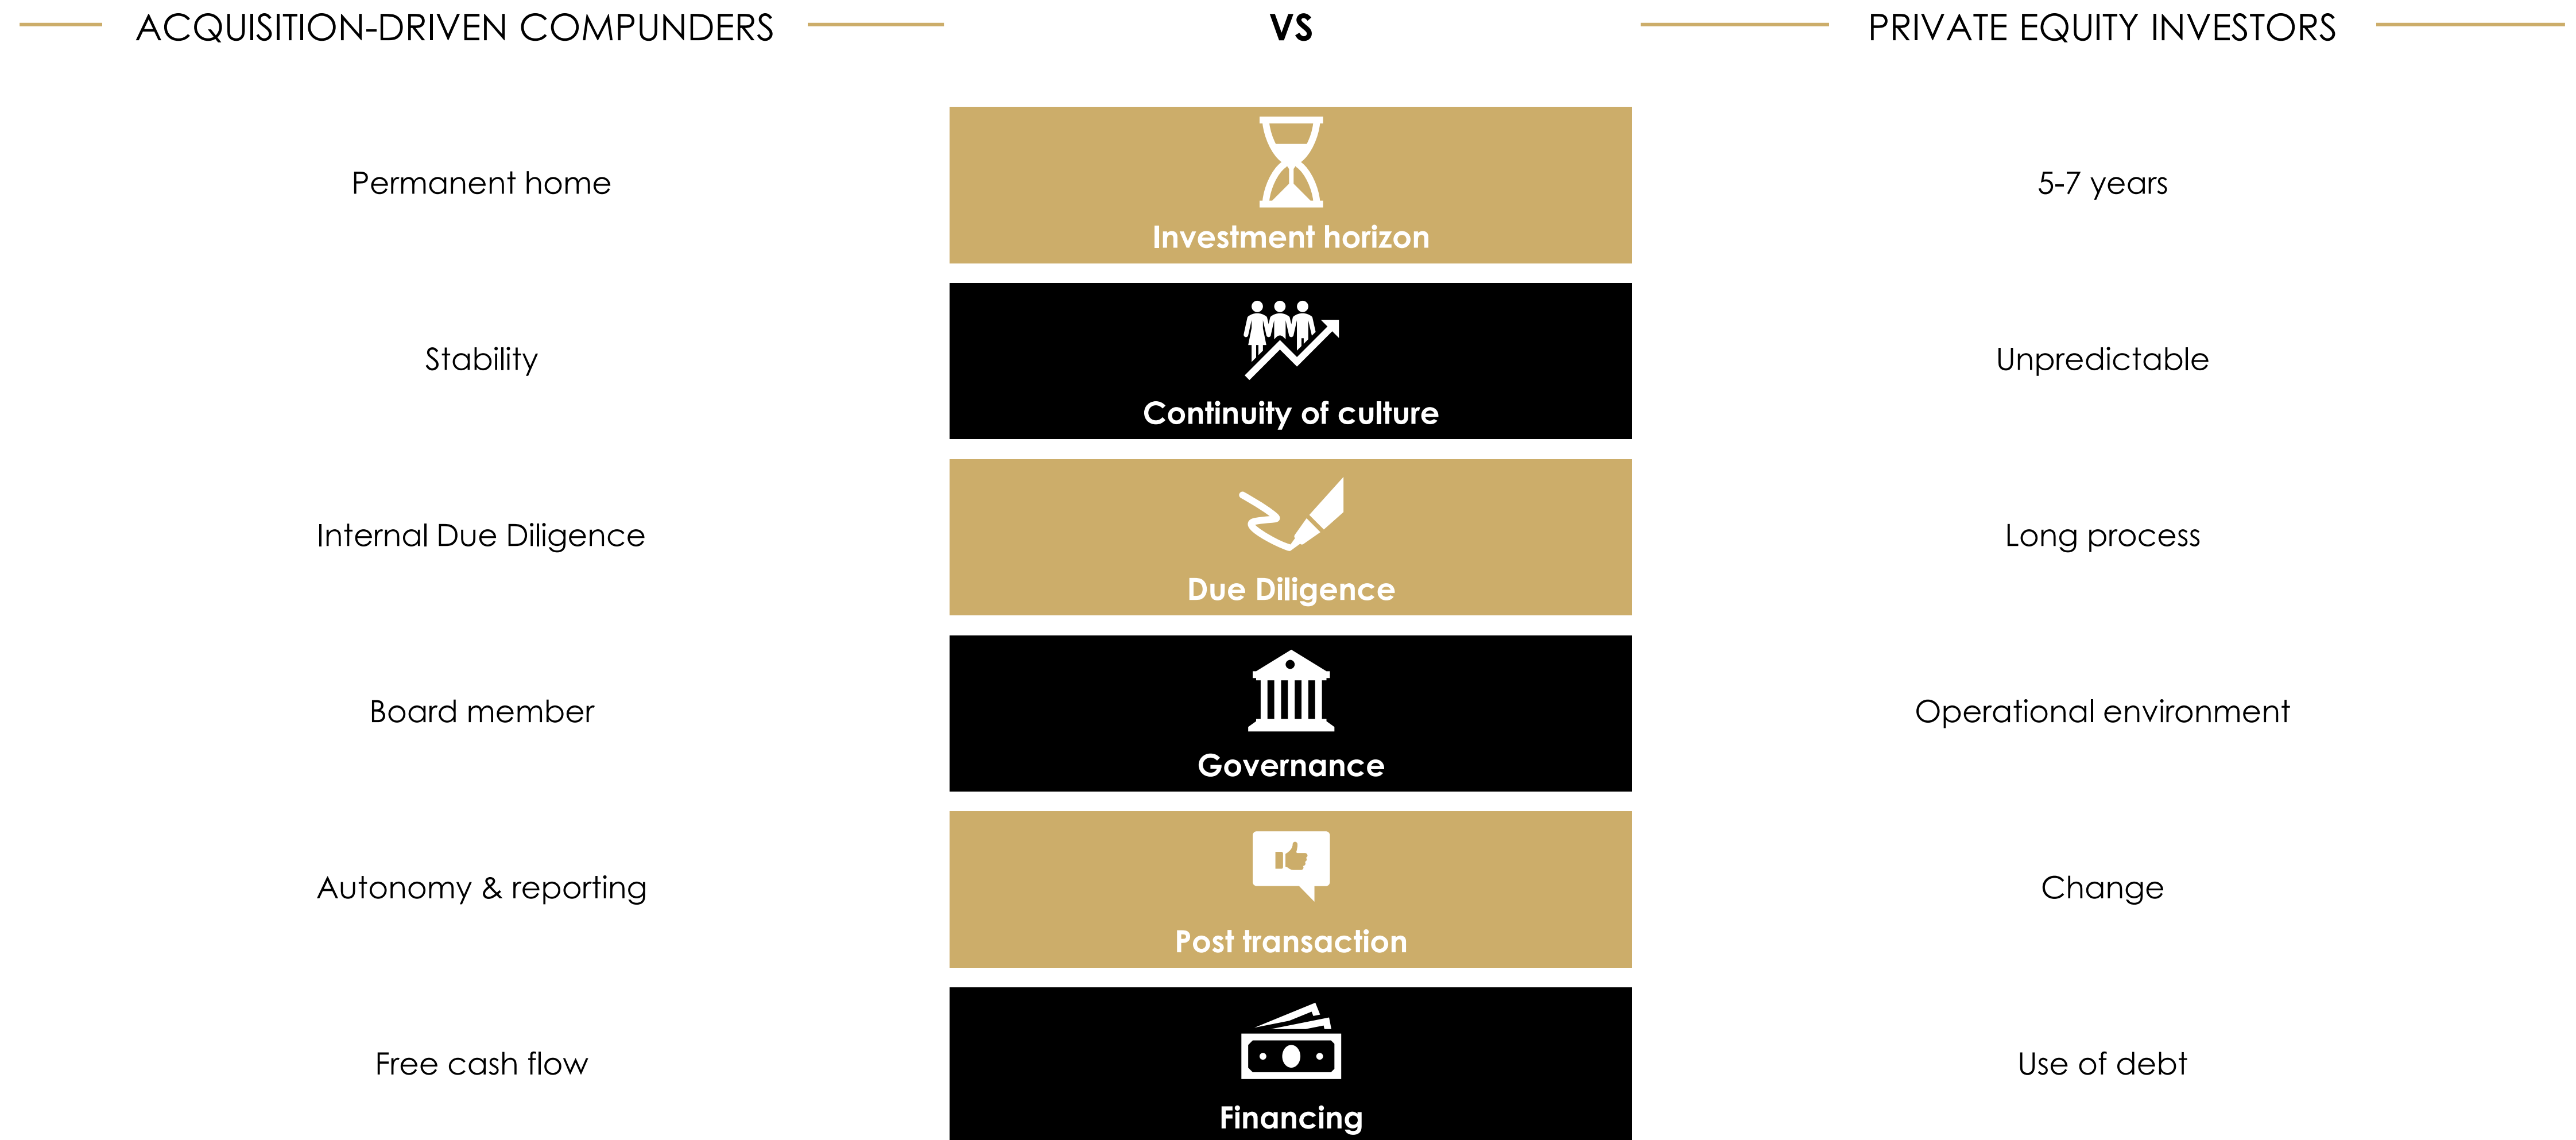 ACQUISITION-DRIVEN COMPUNDERS
VS
PRIVATE EQUITY INVESTORS
Permanent home
Investment horizon
5-7 years
Stability
Continuity of culture
Unpredictable
Internal Due Diligence
Due Diligence
Long process
Board member
Governance
Operational environment
Autonomy & reporting
Post transaction
Change
Free cash flow
Financing
Use of debt